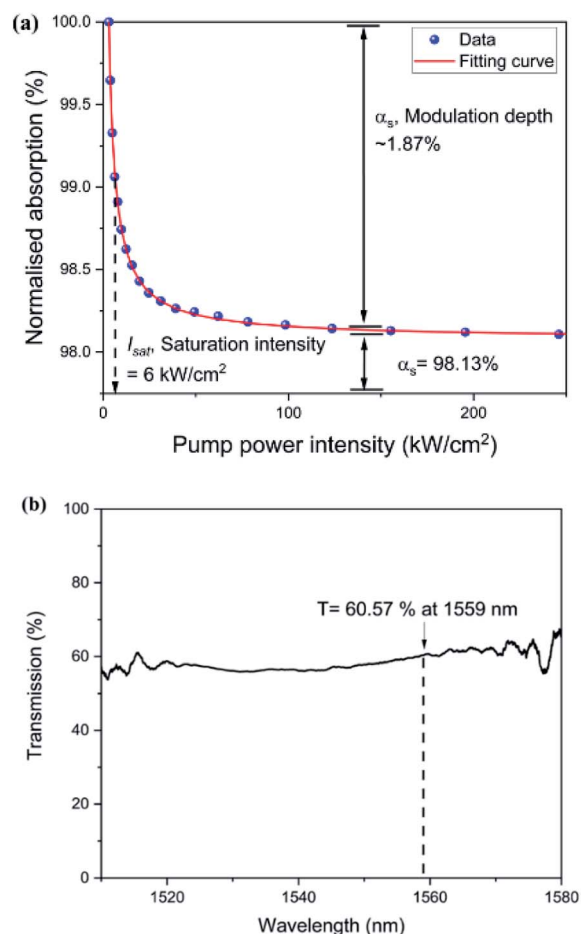 (a)
100.0
99.5
99.0
98.5
98.0
Normalised absorption (%)
Data
Fitting curve
αs, Modulation depth
~1.87%
Isat, Saturation intensity
= 6 kW/cm²
αs= 98.13%
0
100
200
Pump power intensity (kW/cm²)
(b)
100
80
60
40
20
0
Transmission (%)
T= 60.57 % at 1559 nm
1520
1540
1560
1580
Wavelength (nm)